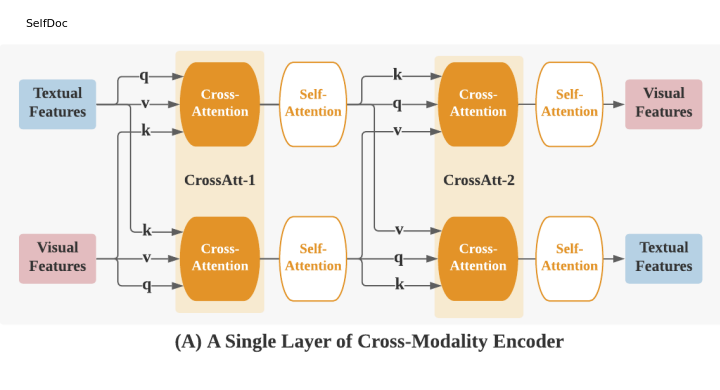 SelfDoc
Textual
Features
q
v
k
Cross-
Attention
Self-
Attention
k
q
v
Cross-
Attention
Self-
Attention
Visual
Features
CrossAtt-1
CrossAtt-2
Visual
Features
k
v
q
Cross-
Attention
Self-
Attention
v
q
k
Cross-
Attention
Self-
Attention
Textual
Features
(A) A Single Layer of Cross-Modality Encoder